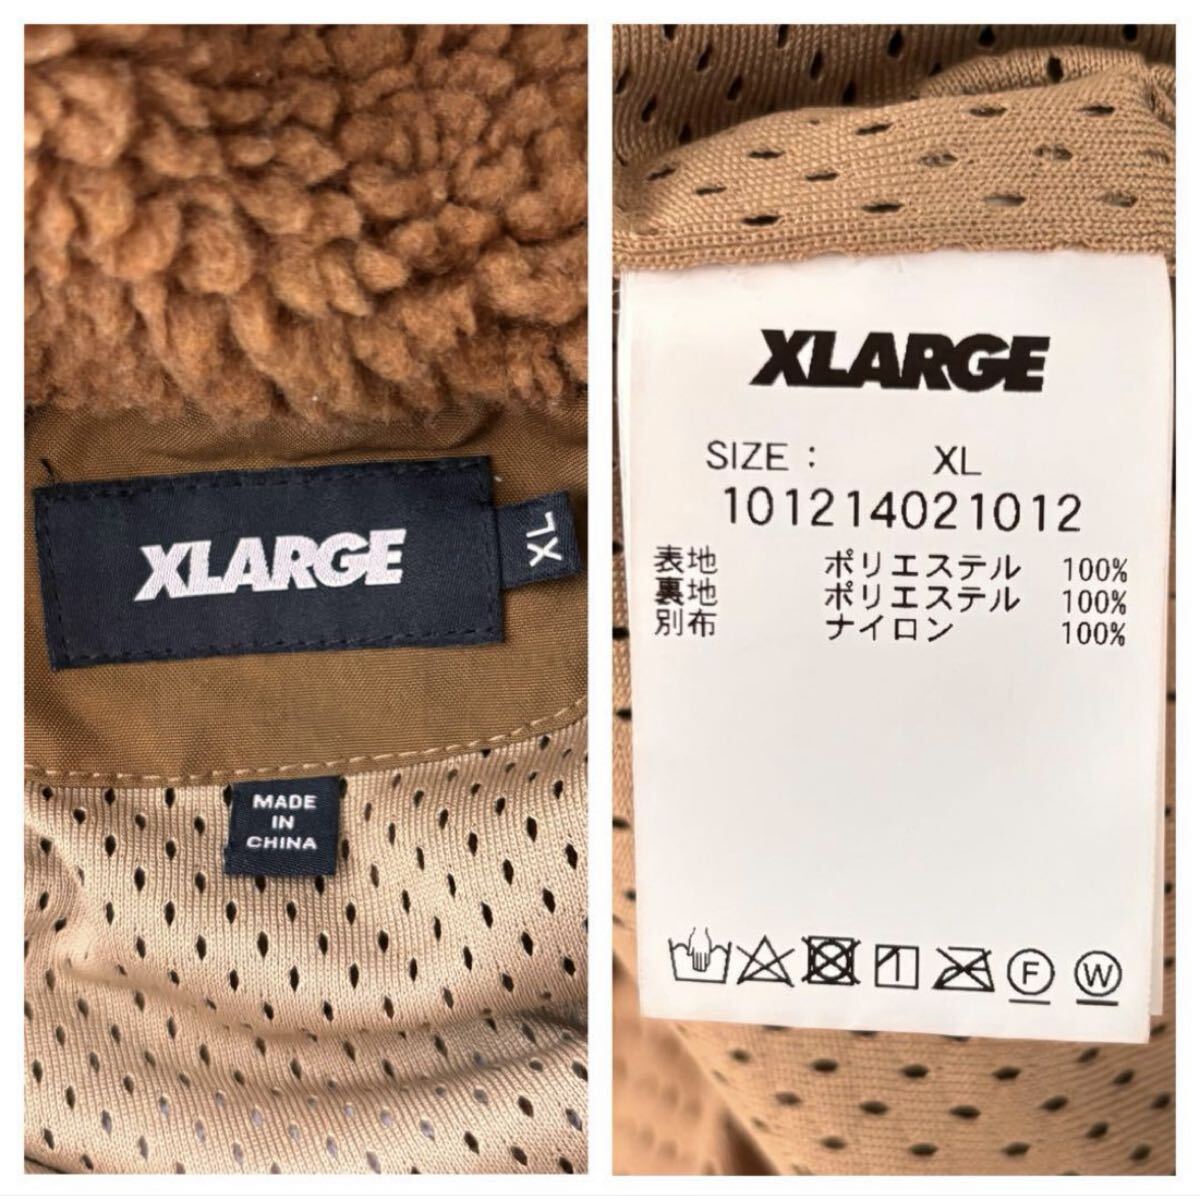 XLARGE
XL
MADE
IN
CHINA
XLARGE
SIZE : XL
101214021012
表地 ポリエステル 100%
裏地 ポリエステル 100%
別布 ナイロン 100%
F W